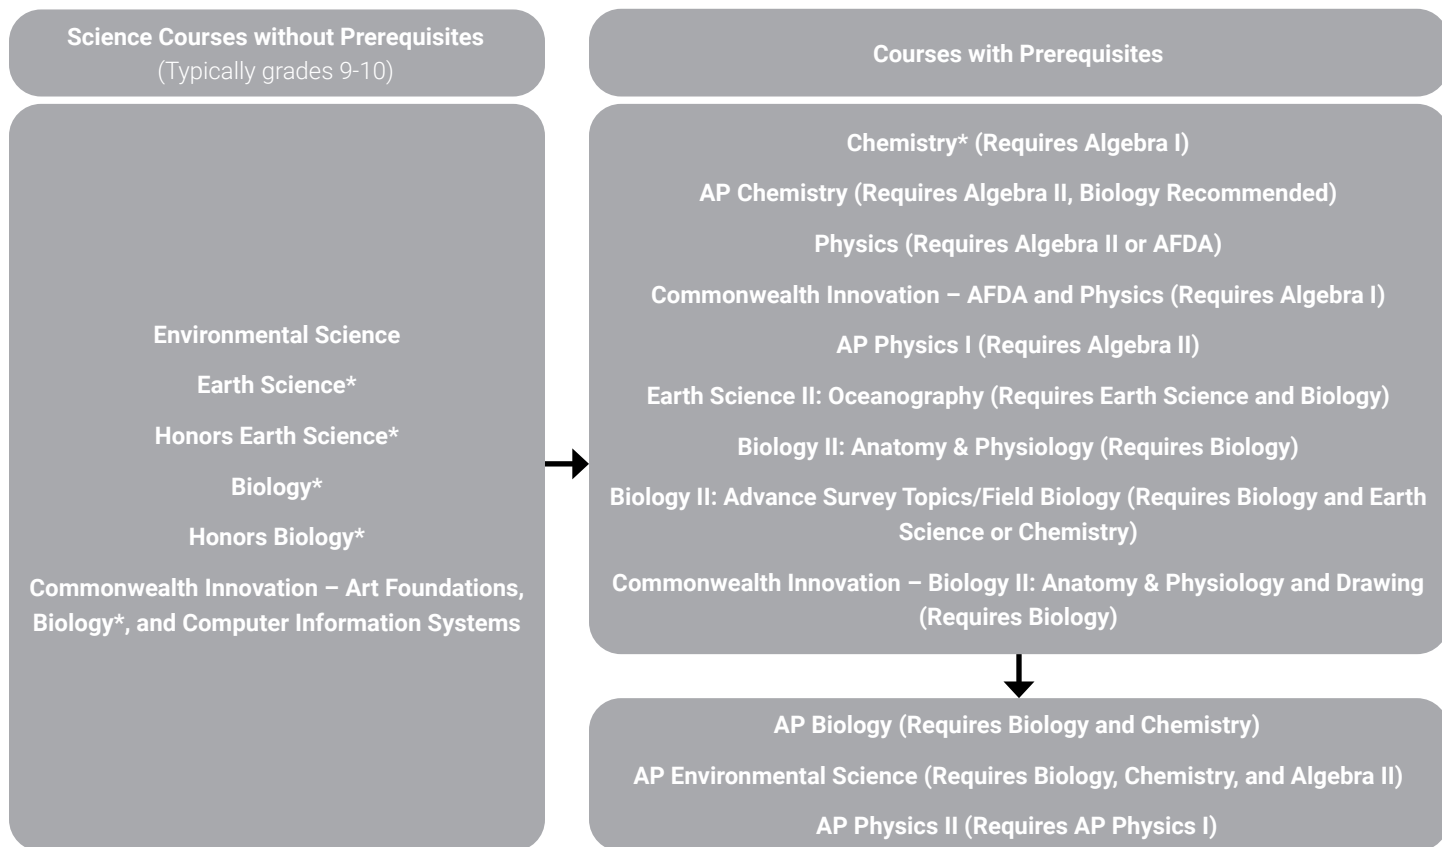 Science Courses without Prerequisites
(Typically grades 9-10)
Environmental Science
Earth Science*
Honors Earth Science*
Biology*
Honors Biology*
Commonwealth Innovation – Art Foundations,
Biology*, and Computer Information Systems
Courses with Prerequisites
Chemistry* (Requires Algebra I)
AP Chemistry (Requires Algebra II, Biology Recommended)
Physics (Requires Algebra II or AFDA)
Commonwealth Innovation – AFDA and Physics (Requires Algebra I)
AP Physics I (Requires Algebra II)
Earth Science II: Oceanography (Requires Earth Science and Biology)
Biology II: Anatomy & Physiology (Requires Biology)
Biology II: Advance Survey Topics/Field Biology (Requires Biology and Earth
Science or Chemistry)
Commonwealth Innovation – Biology II: Anatomy & Physiology and Drawing
(Requires Biology)
AP Biology (Requires Biology and Chemistry)
AP Environmental Science (Requires Biology, Chemistry, and Algebra II)
AP Physics II (Requires AP Physics I)